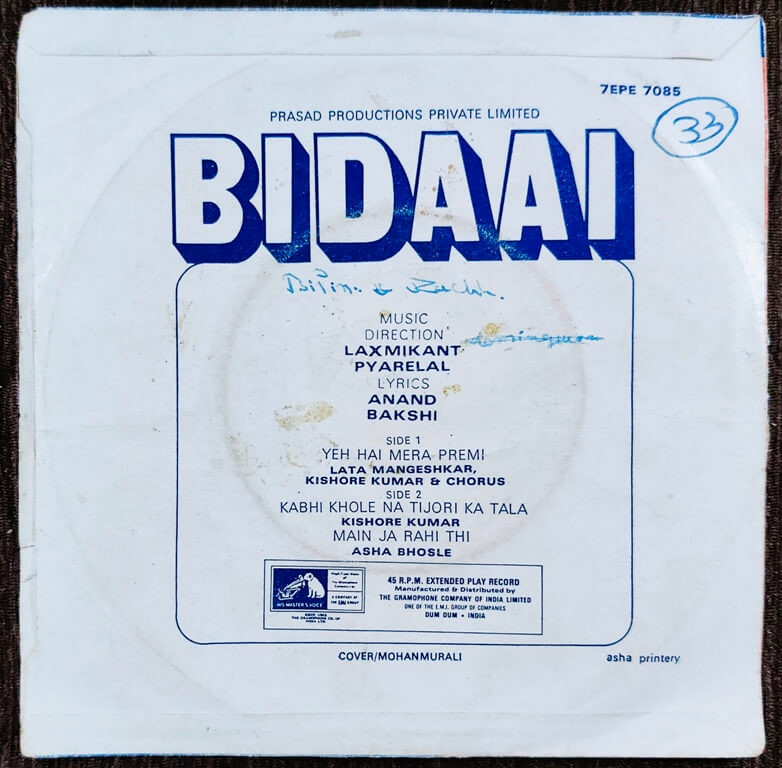 7EPE 7085
33
PRASAD PRODUCTIONS PRIVATE LIMITED
BIDAAI
MUSIC
DIRECTION
LAXMIKANT
PYARELAL
LYRICS
ANAND
BAKSHI
SIDE 1
YEH HAI MERA PREMI
LATA MANGESHKAR,
KISHORE KUMAR & CHORUS
SIDE 2
KABHI KHOLE NA TIJORI KA TALA
KISHORE KUMAR
MAIN JA RAHI THI
ASHA BHOSLE
HIS MASTER'S VOICE
45 R.P.M. EXTENDED PLAY RECORD
Manufactured & Distributed by
THE GRAMOPHONE COMPANY OF INDIA LIMITED
ONE OF THE E.M.I. GROUP OF COMPANIES
DUM DUM • INDIA
COVER/MOHANMURALI
asha printery